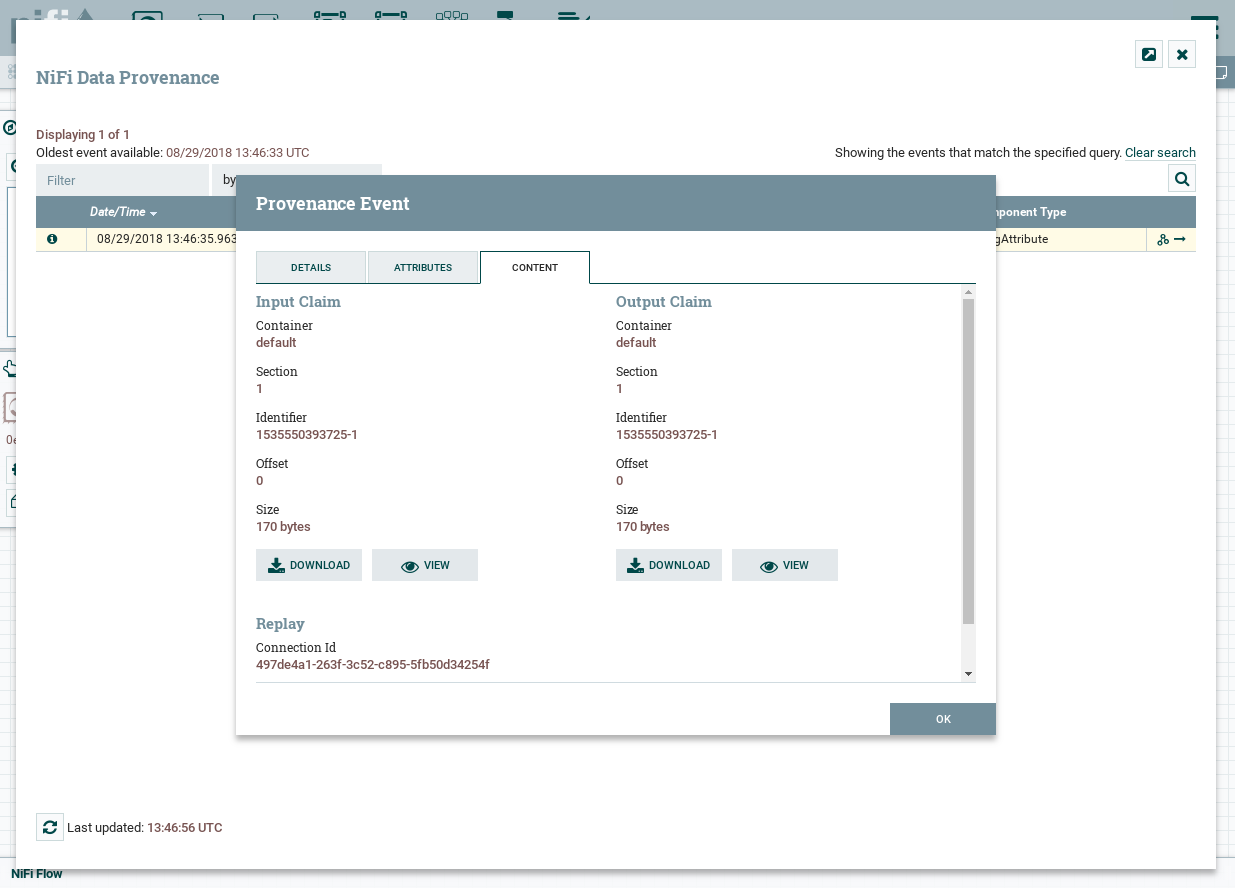 NiFi Data Provenance
Displaying 1 of 1
Oldest event available: 08/29/2018 13:46:33 UTC
Showing the events that match the specified query. Clear search
Filter
by
Date/Time
08/29/2018 13:46:35.963
Type
Provenance Event
DETAILS
ATTRIBUTES
CONTENT
Input Claim
Container
default
Section
1
Identifier
1535550393725-1
Offset
0
Size
170 bytes
DOWNLOAD
VIEW
Output Claim
Container
default
Section
1
Identifier
1535550393725-1
Offset
0
Size
170 bytes
DOWNLOAD
VIEW
Replay
Connection Id
497de4a1-263f-3c52-c895-5fb50d34254f
OK
Last updated: 13:46:56 UTC
NiFi Flow